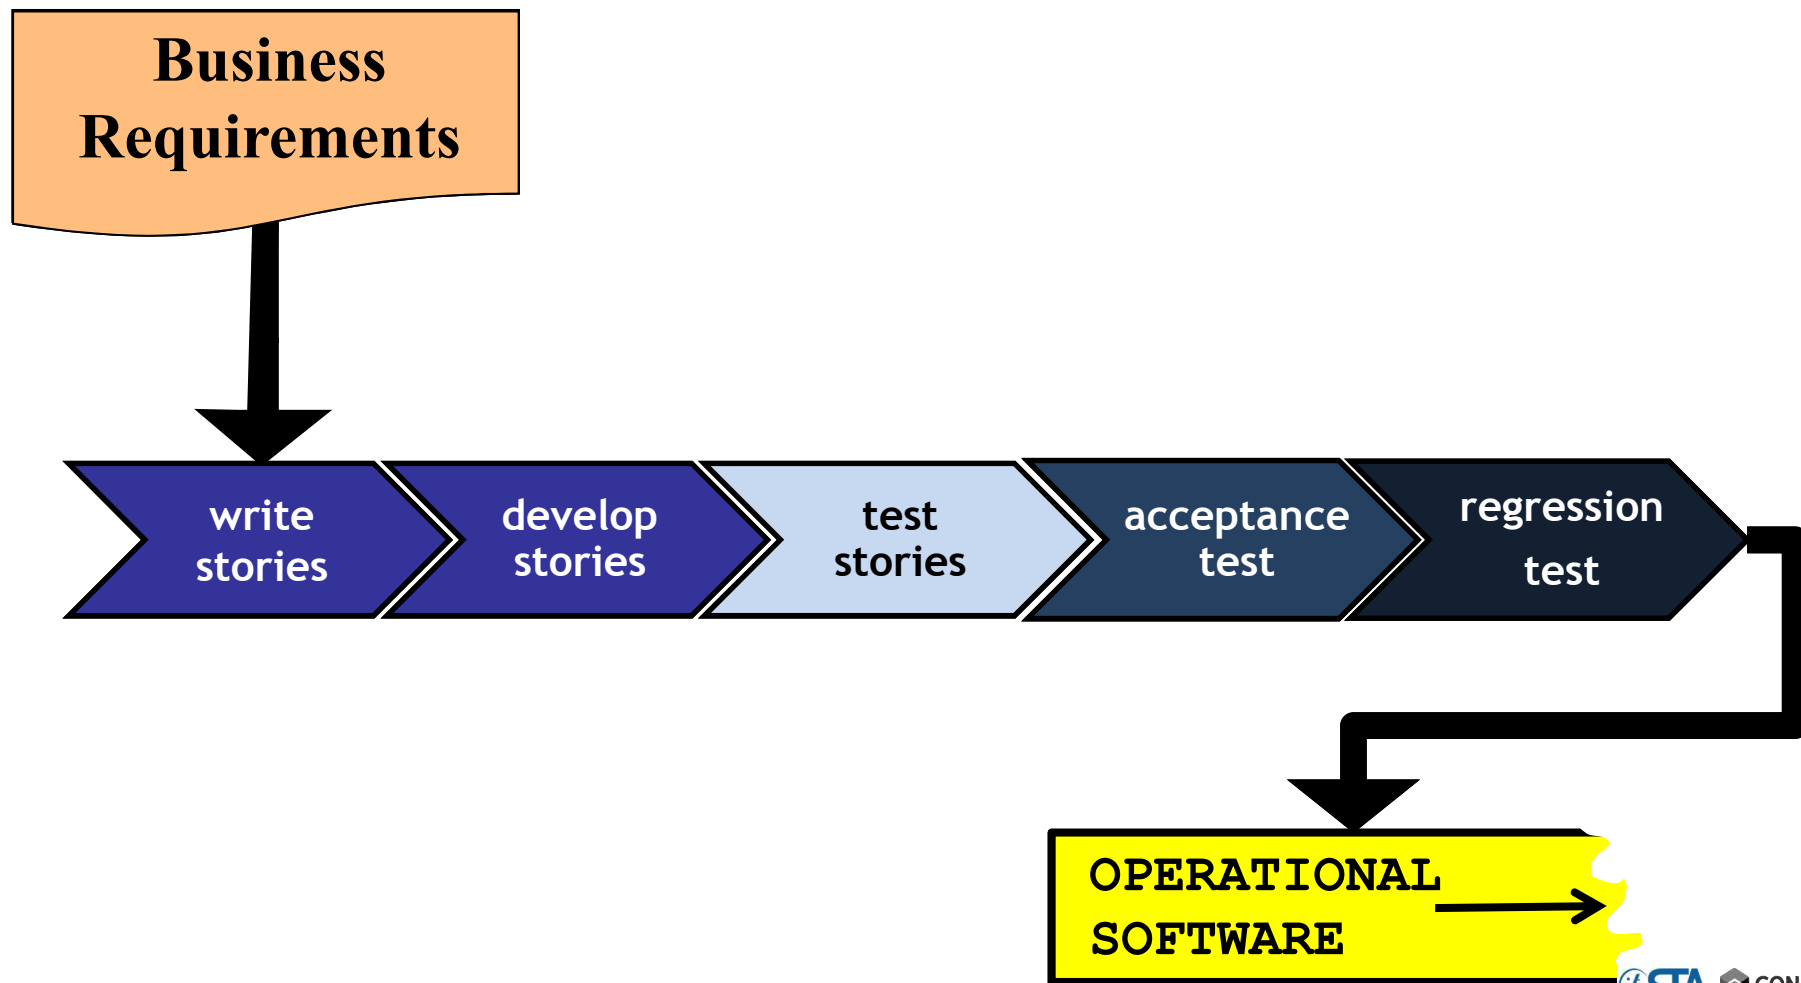 Business
Requirements
write
stories
develop
stories
test
stories
acceptance
test
regression
test
OPERATIONAL
SOFTWARE